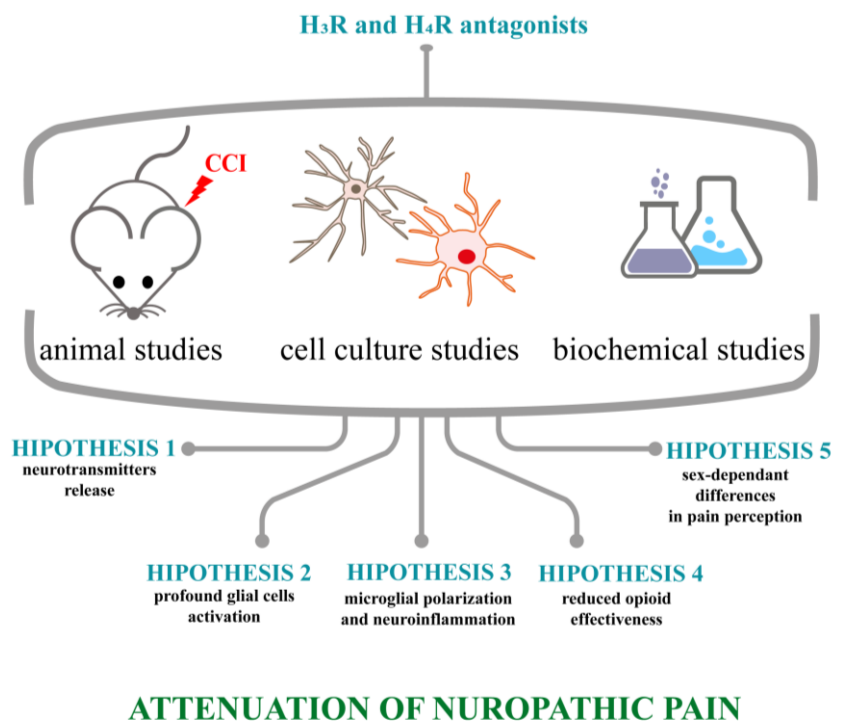 H₃R and H₄R antagonists
CCI
animal studies
cell culture studies
biochemical studies
HIPOTHESIS 1
neurotransmitters
release
HIPOTHESIS 5
sex-dependant
differences
in pain perception
HIPOTHESIS 2
profound glial cells
activation
HIPOTHESIS 3
microglial polarization
and neuroinflammation
HIPOTHESIS 4
reduced opioid
effectiveness
ATTENUATION OF NUROPATHIC PAIN